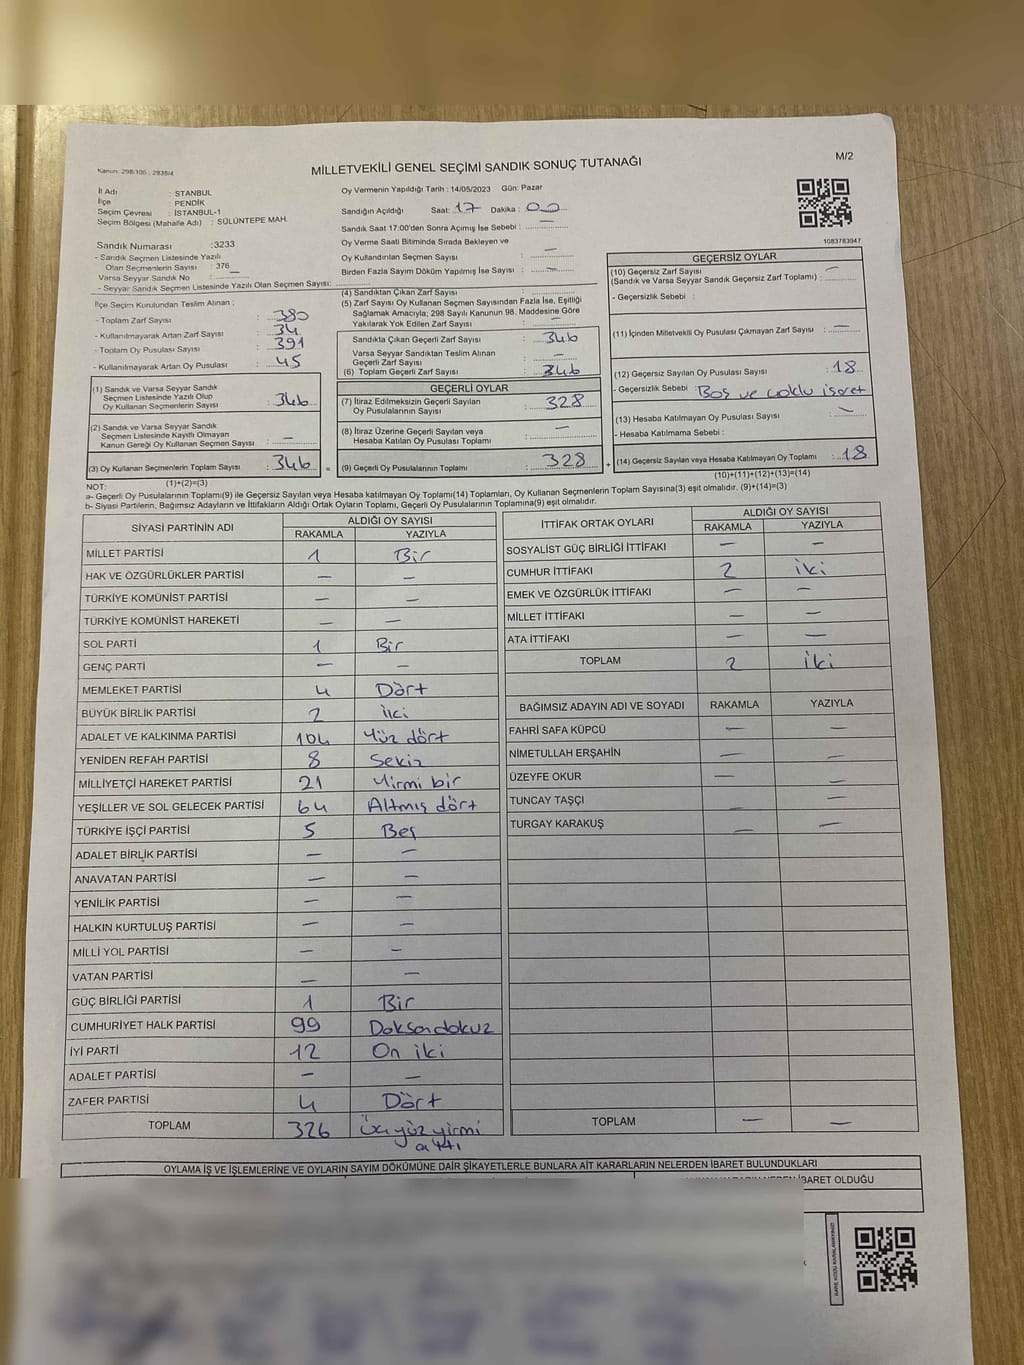 Kanun: 298/105 ; 2839/4
MİLLETVEKİLİ GENEL SEÇİMİ SANDIK SONUÇ TUTANAĞI
M/2
İl Adı : STANBUL
İlçe : PENDİK
Seçim Çevresi : İSTANBUL-1
Seçim Bölgesi (Mahalle Adı) : SÜLÜNTEPE MAH.
Sandık Numarası :3233
- Sandık Seçmen Listesinde Yazılı
Olan Seçmenlerin Sayısı : 376
Varsa Seyyar Sandık No : —
- Seyyar Sandık Seçmen Listesinde Yazılı Olan Seçmen Sayısı:
Oy Vermenin Yapıldığı Tarih : 14/05/2023 Gün: Pazar
Sandığın Açıldığı Saat: 17 Dakika : 00
Sandık Saat 17:00'den Sonra Açımış İse Sebebi : —
Oy Verme Saati Bitiminde Sırada Bekleyen ve
Oy Kullandırılan Seçmen Sayısı : —
Birden Fazla Sayım Döküm Yapılmış İse Sayısı : —
1083783947
İlçe Seçim Kurulundan Teslim Alınan ;
- Toplam Zarf Sayısı : 380
- Kullanılmayarak Artan Zarf Sayısı : 34
- Toplam Oy Pusulası Sayısı : 391
- Kullanılmayarak Artan Oy Pusulası : 45
(1) Sandık ve Varsa Seyyar Sandık
Seçmen Listesinde Yazılı Olup
Oy Kullanan Seçmenlerin Sayısı : 346
(2) Sandık ve Varsa Seyyar Sandık
Seçmen Listesinde Kayıtlı Olmayan
Kanun Gereği Oy Kullanan Seçmen Sayısı : —
(3) Oy Kullanan Seçmenlerin Toplam Sayısı : 346
(1)+(2)=(3)
(4) Sandıktan Çıkan Zarf Sayısı :
(5) Zarf Sayısı Oy Kullanan Seçmen Sayısından Fazla İse, Eşitliği
Sağlamak Amacıyla; 298 Sayılı Kanunun 98. Maddesine Göre
Yakılarak Yok Edilen Zarf Sayısı : —
Sandıkta Çıkan Geçerli Zarf Sayısı : 346
Varsa Seyyar Sandıktan Teslim Alınan
Geçerli Zarf Sayısı : —
(6) Toplam Geçerli Zarf Sayısı : 346
GEÇERLİ OYLAR
(7) İtiraz Edilmeksizin Geçerli Sayılan
Oy Pusulalarının Sayısı : 328
(8) İtiraz Üzerine Geçerli Sayılan veya
Hesaba Katılan Oy Pusulası Toplamı : —
= (9) Geçerli Oy Pusulalarının Toplamı : 328
GEÇERSİZ OYLAR
(10) Geçersiz Zarf Sayısı
(Sandık ve Varsa Seyyar Sandık Geçersiz Zarf Toplamı) : —
- Geçersizlik Sebebi :
(11) İçinden Milletvekili Oy Pusulası Çıkmayan Zarf Sayısı : —
(12) Geçersiz Sayılan Oy Pusulası Sayısı : 18
- Geçersizlik Sebebi : Boş ve çoklu işaret
(13) Hesaba Katılmayan Oy Pusulası Sayısı : —
- Hesaba Katılmama Sebebi :
+ (14) Geçersiz Sayılan veya Hesaba Katılmayan Oy Toplamı : 18
(10)+(11)+(12)+(13)=(14)
NOT:
a- Geçerli Oy Pusulalarının Toplamı(9) ile Geçersiz Sayılan veya Hesaba katılmayan Oy Toplamı(14) Toplamları, Oy Kullanan Seçmenlerin Toplam Sayısına(3) eşit olmalıdır. (9)+(14)=(3)
b- Siyasi Partilerin, Bağımsız Adayların ve İttifakların Aldığı Ortak Oyların Toplamı, Geçerli Oy Pusulalarının Toplamına(9) eşit olmalıdır.
SİYASİ PARTİNİN ADI ALDIĞI OY SAYISI
RAKAMLA YAZIYLA
MİLLET PARTİSİ 1 Bir
HAK VE ÖZGÜRLÜKLER PARTİSİ — —
TÜRKİYE KOMÜNİST PARTİSİ — —
TÜRKİYE KOMÜNİST HAREKETİ — —
SOL PARTİ 1 Bir
GENÇ PARTİ — —
MEMLEKET PARTİSİ 4 Dört
BÜYÜK BİRLİK PARTİSİ 2 iki
ADALET VE KALKINMA PARTİSİ 104 Yüz dört
YENİDEN REFAH PARTİSİ 8 Sekiz
MİLLİYETÇİ HAREKET PARTİSİ 21 Yirmi bir
YEŞİLLER VE SOL GELECEK PARTİSİ 64 Altmış dört
TÜRKİYE İŞÇİ PARTİSİ 5 Beş
ADALET BİRLİK PARTİSİ — —
ANAVATAN PARTİSİ — —
YENİLİK PARTİSİ — —
HALKIN KURTULUŞ PARTİSİ — —
MİLLİ YOL PARTİSİ — —
VATAN PARTİSİ — —
GÜÇ BİRLİĞİ PARTİSİ 1 Bir
CUMHURİYET HALK PARTİSİ 99 Doksandokuz
İYİ PARTİ 12 On iki
ADALET PARTİSİ — —
ZAFER PARTİSİ 4 Dört
TOPLAM 326 Üç yüz yirmi
altı
İTTİFAK ORTAK OYLARI ALDIĞI OY SAYISI
RAKAMLA YAZIYLA
SOSYALİST GÜÇ BİRLİĞİ İTTİFAKI — —
CUMHUR İTTİFAKI 2 iki
EMEK VE ÖZGÜRLÜK İTTİFAKI — —
MİLLET İTTİFAKI — —
ATA İTTİFAKI — —
TOPLAM 2 iki
BAĞIMSIZ ADAYIN ADI VE SOYADI RAKAMLA YAZIYLA
FAHRİ SAFA KÜPCÜ — —
NİMETULLAH ERŞAHİN — —
ÜZEYFE OKUR — —
TUNCAY TAŞÇI — —
TURGAY KARAKUŞ — —
TOPLAM — —
OYLAMA İŞ VE İŞLEMLERİNE VE OYLARIN SAYIM DÖKÜMÜNE DAİR ŞİKAYETLERLE BUNLARA AİT KARARLARIN NELERDEN İBARET BULUNDUKLARI
İBARET OLDUĞU